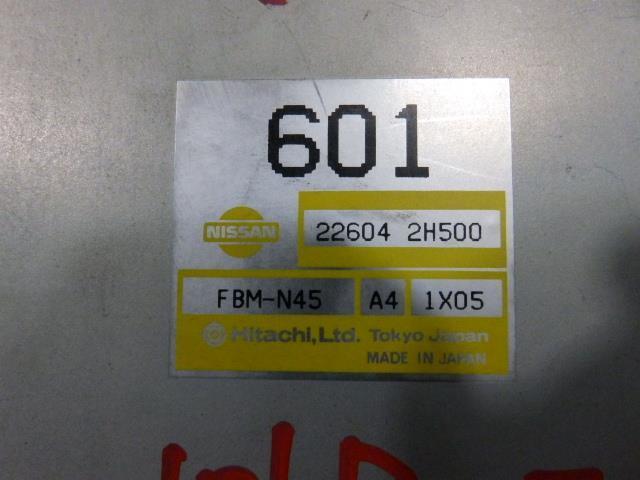 601
NISSAN 22604 2H500
FBM-N45 A4 1X05
Hitachi, Ltd. Tokyo Japan
MADE IN JAPAN